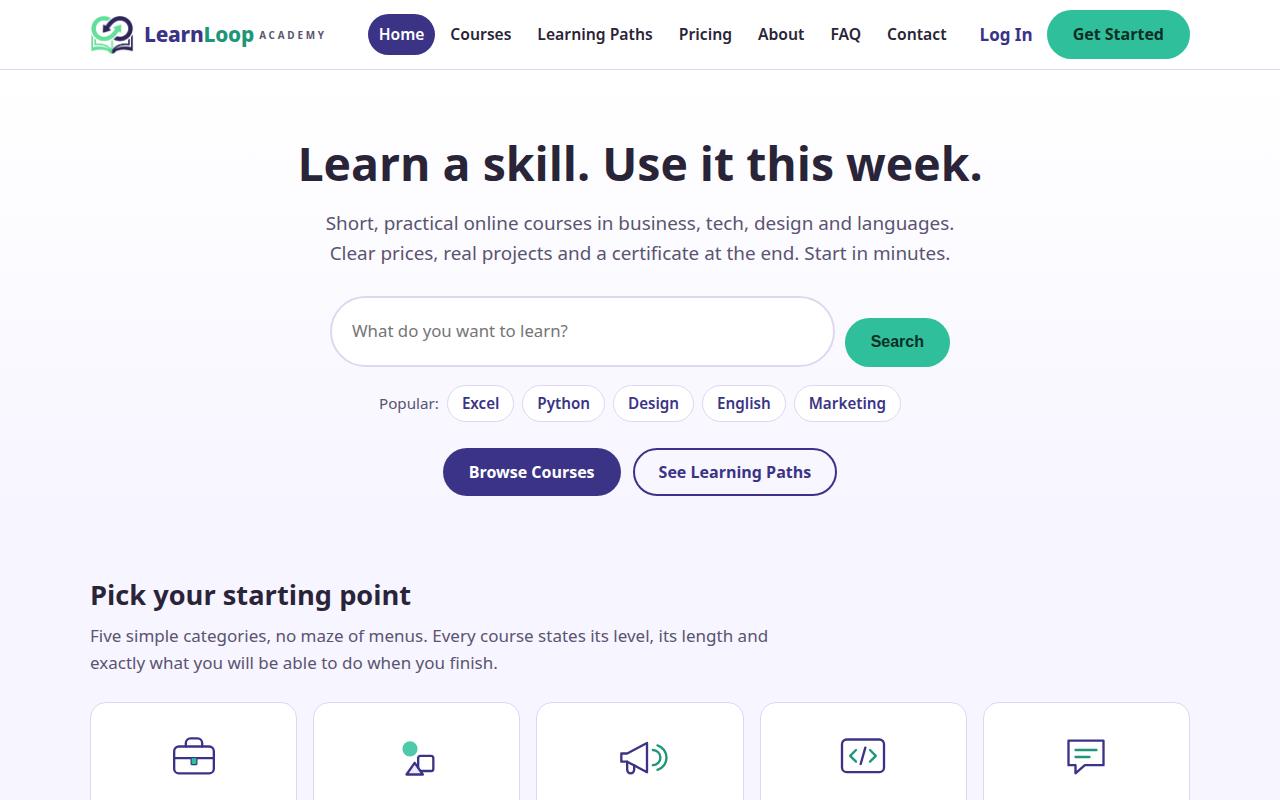 LearnLoop ACADEMY
Home Courses Learning Paths Pricing About FAQ Contact Log In Get Started
Learn a skill. Use it this week.
Short, practical online courses in business, tech, design and languages.
Clear prices, real projects and a certificate at the end. Start in minutes.
What do you want to learn? Search
Popular: Excel Python Design English Marketing
Browse Courses See Learning Paths
Pick your starting point
Five simple categories, no maze of menus. Every course states its level, its length and
exactly what you will be able to do when you finish.